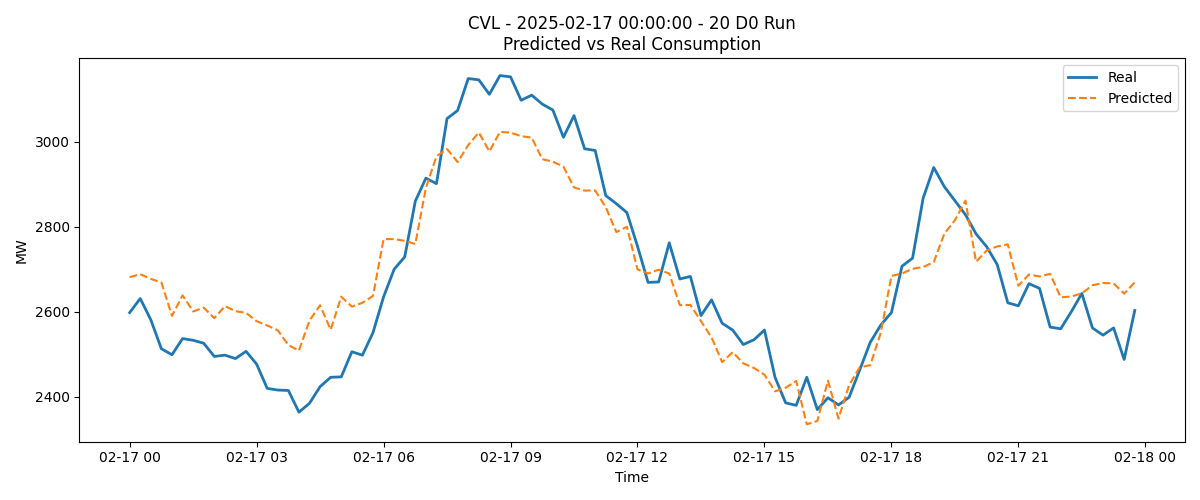 CVL - 2025-02-17 00:00:00 - 20 D0 Run
Predicted vs Real Consumption
Real
Predicted
3000
2800
2600
2400
MW
02-17 00
02-17 03
02-17 06
02-17 09
02-17 12
02-17 15
02-17 18
02-17 21
02-18 00
Time